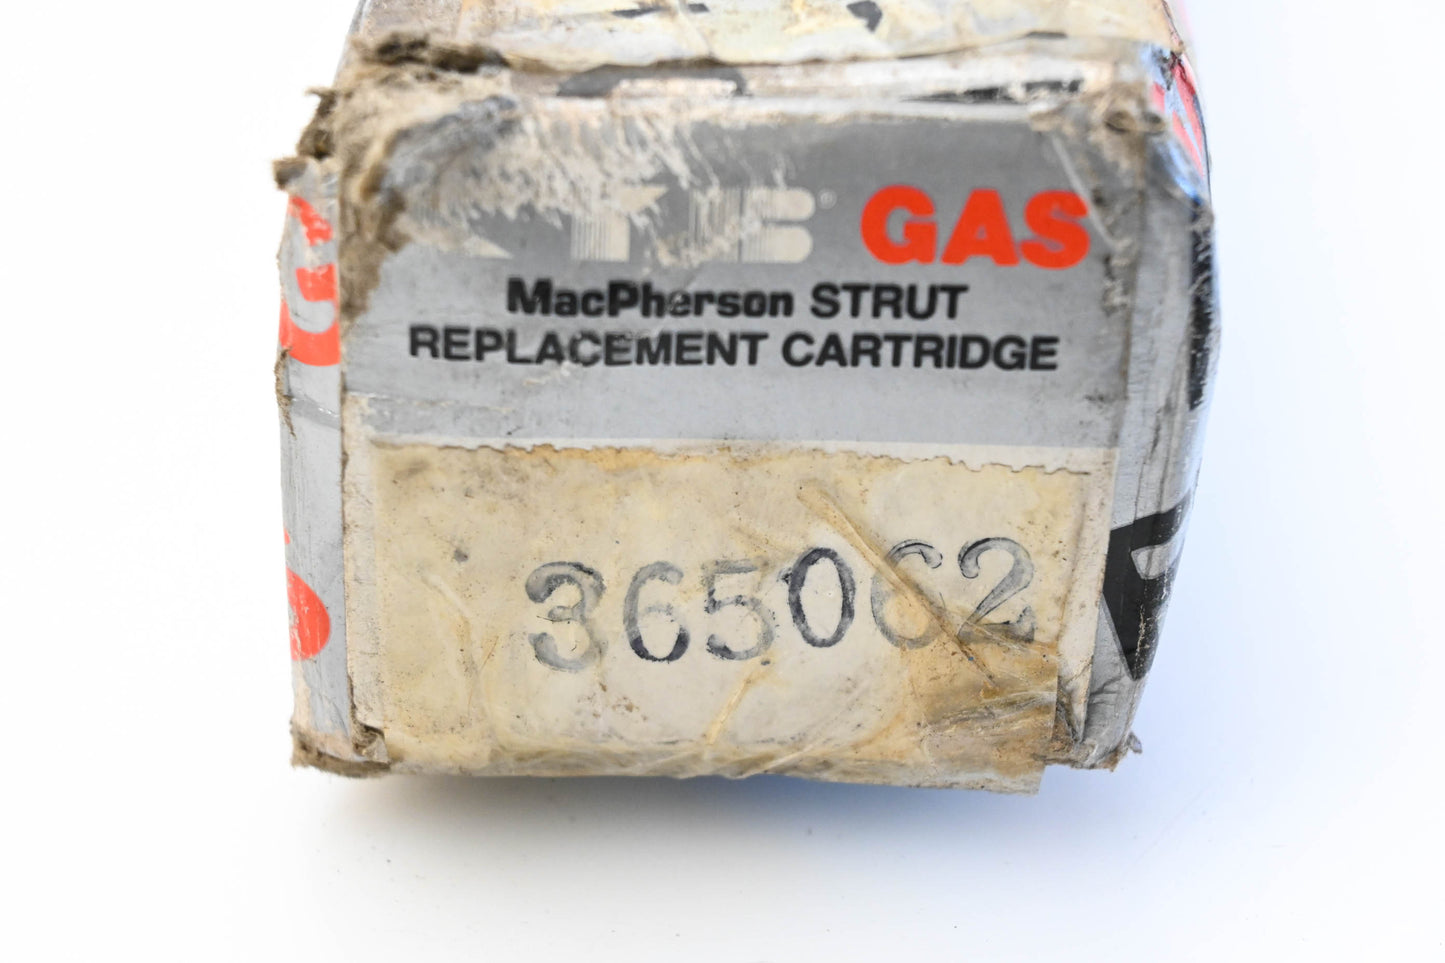 ® GAS
MacPherson STRUT
REPLACEMENT CARTRIDGE
365062